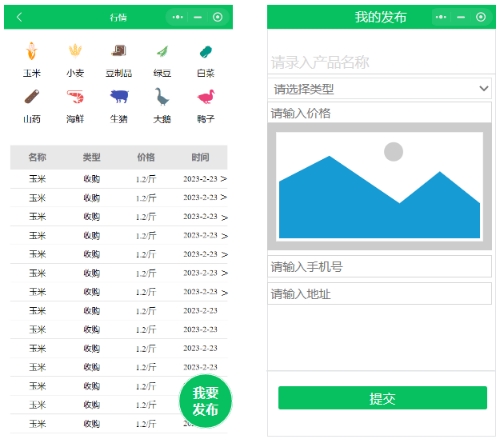 行情
玉米 小麦 豆制品 绿豆 白菜
山药 海鲜 生猪 大鹅 鸭子
名称 类型 价格 时间
玉米 收购 1.2/斤 2023-2-23 >
玉米 收购 1.2/斤 2023-2-23 >
玉米 收购 1.2/斤 2023-2-23 >
玉米 收购 1.2/斤 2023-2-23 >
玉米 收购 1.2/斤 2023-2-23 >
玉米 收购 1.2/斤 2023-2-23 >
玉米 收购 1.2/斤 2023-2-23 >
玉米 收购 1.2/斤 2023-2-23
玉米 收购 1.2/斤 2023-2-23
玉米 收购 1.2/斤 2023-2-23
玉米 收购 1.2/斤 2023-2-23
玉米 收购 1.2/斤
玉米 收购 1.2/斤
玉米 收购 1.2/斤
我要
发布
我的发布
请录入产品名称
请选择类型
请输入价格
请输入手机号
请输入地址
提交